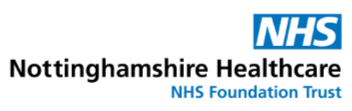 NHS
Nottinghamshire Healthcare
NHS Foundation Trust